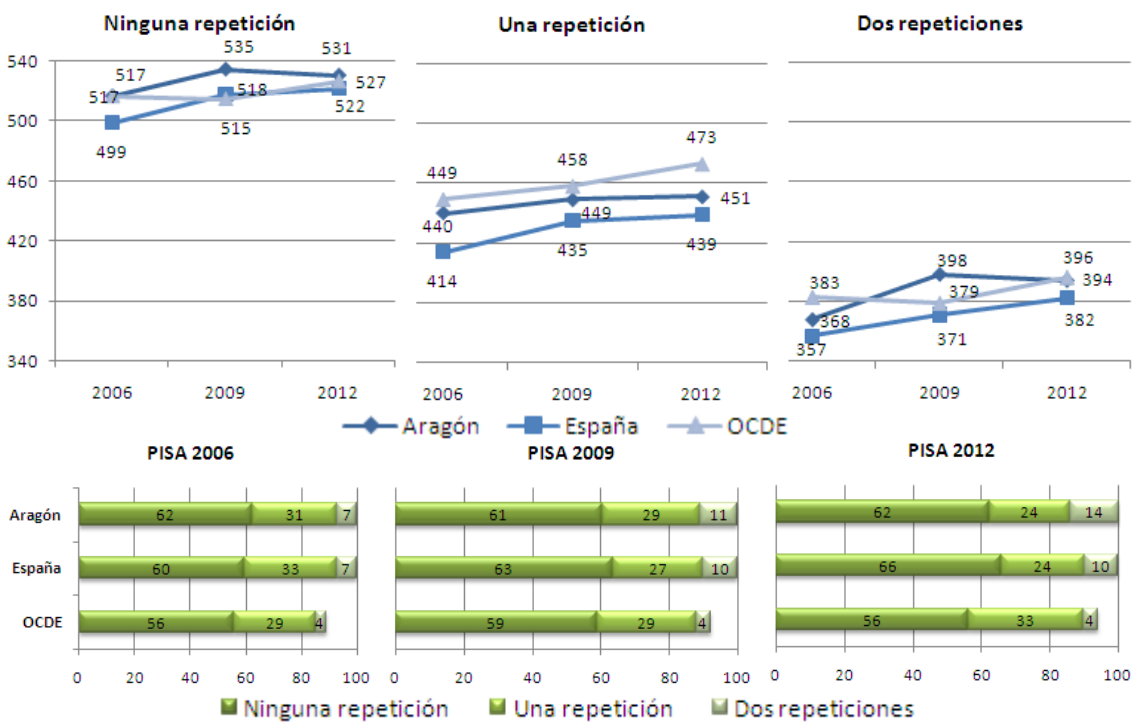 Ninguna repetición Una repetición Dos repeticiones
540
500
460
420
380
340
517 535 531
517 518 527
499 515 522
449 458 473
440 449 451
414 435 439
383 398 396
368 379 394
357 371 382
2006 2009 2012 2006 2009 2012 2006 2009 2012
Aragón España OCDE
PISA 2006 PISA 2009 PISA 2012
Aragón 62 31 7 61 29 11 62 24 14
España 60 33 7 63 27 10 66 24 10
OCDE 56 29 4 59 29 4 56 33 4
0 20 40 60 80 100 0 20 40 60 80 100 0 20 40 60 80 100
Ninguna repetición Una repetición Dos repeticiones